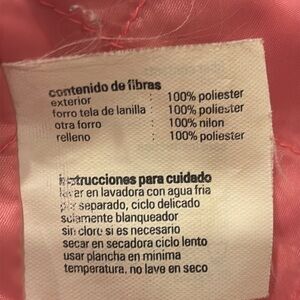 contenido de fibras
exterior : 100% poliester
forro tela de lanilla : 100% poliester
otra forro : 100% nilon
relleno : 100% poliester
instrucciones para cuidado
lavar en lavadora con agua fria
por separado, ciclo delicado
solamente blanqueador
sin cloro si es necesario
secar en secadora ciclo lento
usar plancha en minima
temperatura. no lave en seco